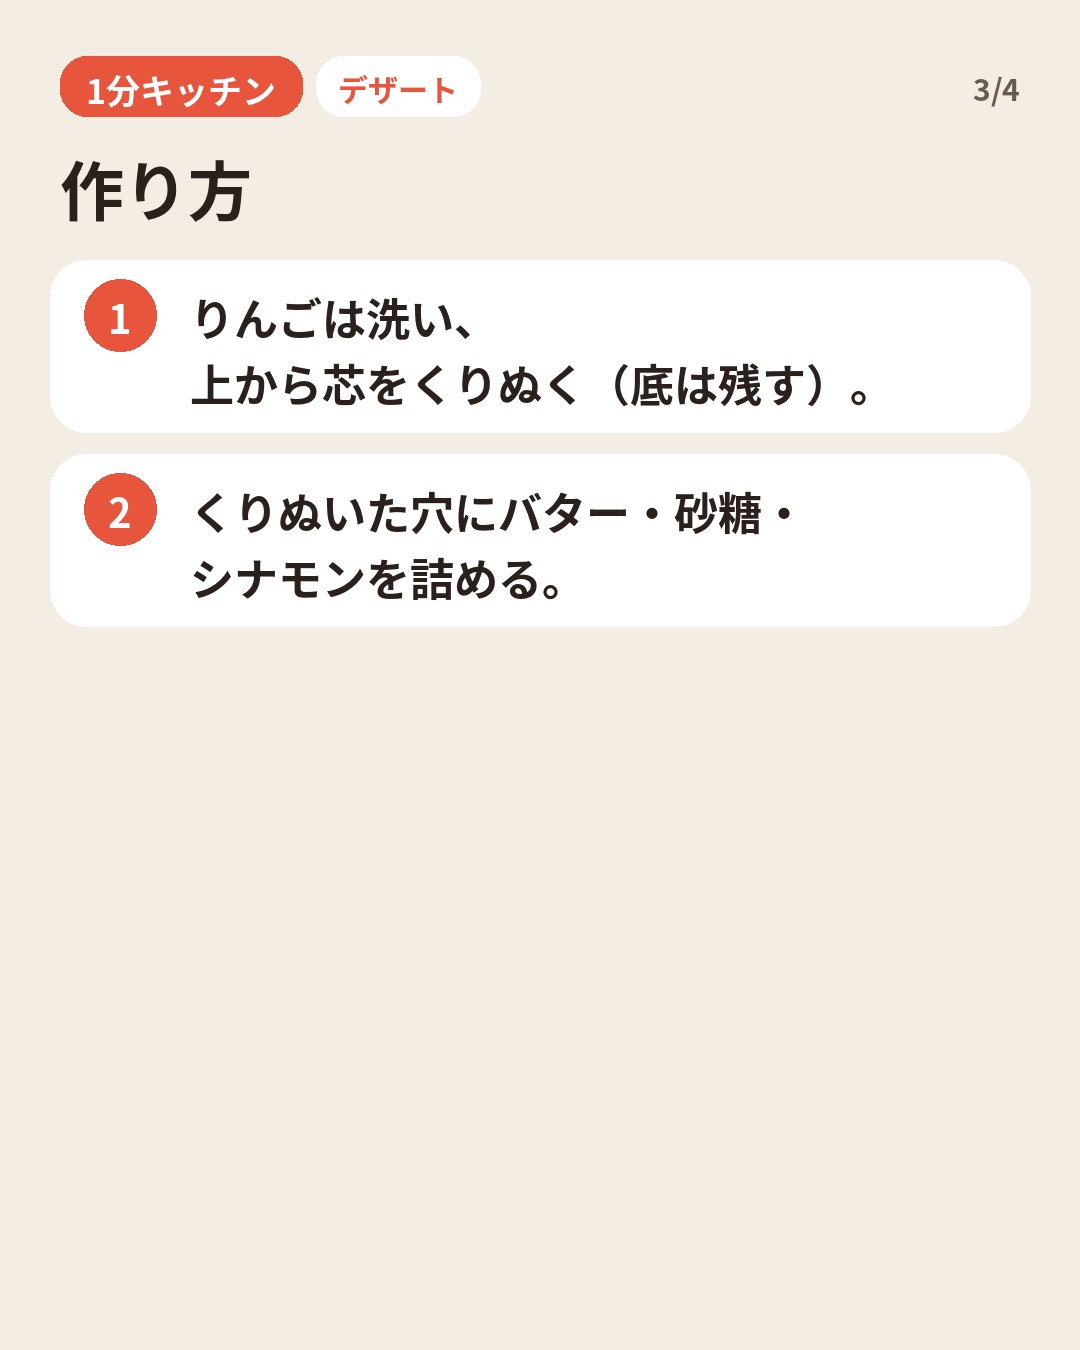 1分キッチン デザート 3/4
作り方
1 りんごは洗い、
上から芯をくりぬく（底は残す）。
2 くりぬいた穴にバター・砂糖・
シナモンを詰める。